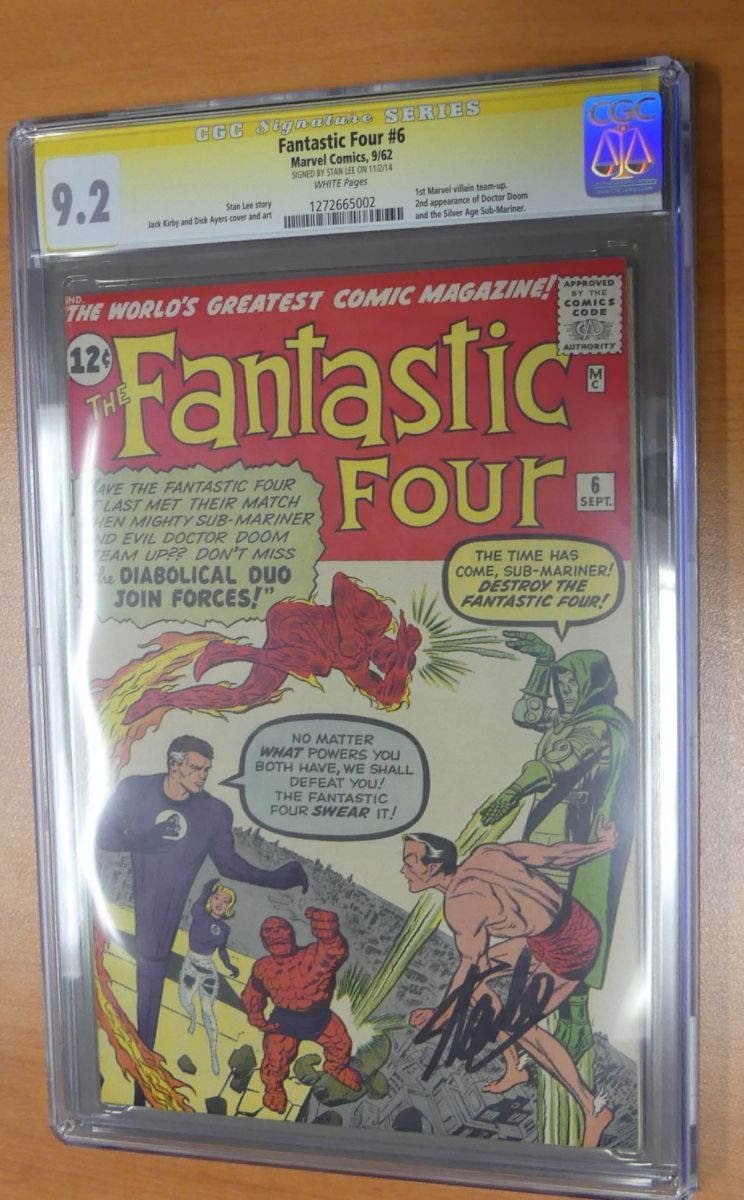 CGC Signature SERIES
Fantastic Four #6
Marvel Comics, 9/62
SIGNED BY STAN LEE ON 11/2/14
WHITE Pages
9.2
Stan Lee story
Jack Kirby and Dick Ayers cover and art
1272665002
1st Marvel villain team-up.
2nd appearance of Doctor Doom
and the Silver Age Sub-Mariner.
CGC
IND.
"THE WORLD'S GREATEST COMIC MAGAZINE!"
APPROVED
BY THE
COMICS
CODE
CA
AUTHORITY
12¢
THE Fantastic
MC
Four
6
SEPT.
AVE THE FANTASTIC FOUR
T LAST MET THEIR MATCH
HEN MIGHTY SUB-MARINER
ND EVIL DOCTOR DOOM
TEAM UP?? DON'T MISS
the DIABOLICAL DUO
JOIN FORCES!"
THE TIME HAS
COME, SUB-MARINER!
DESTROY THE
FANTASTIC FOUR!
NO MATTER
WHAT POWERS YOU
BOTH HAVE, WE SHALL
DEFEAT YOU!
THE FANTASTIC
FOUR SWEAR IT!
4
Stan Lee